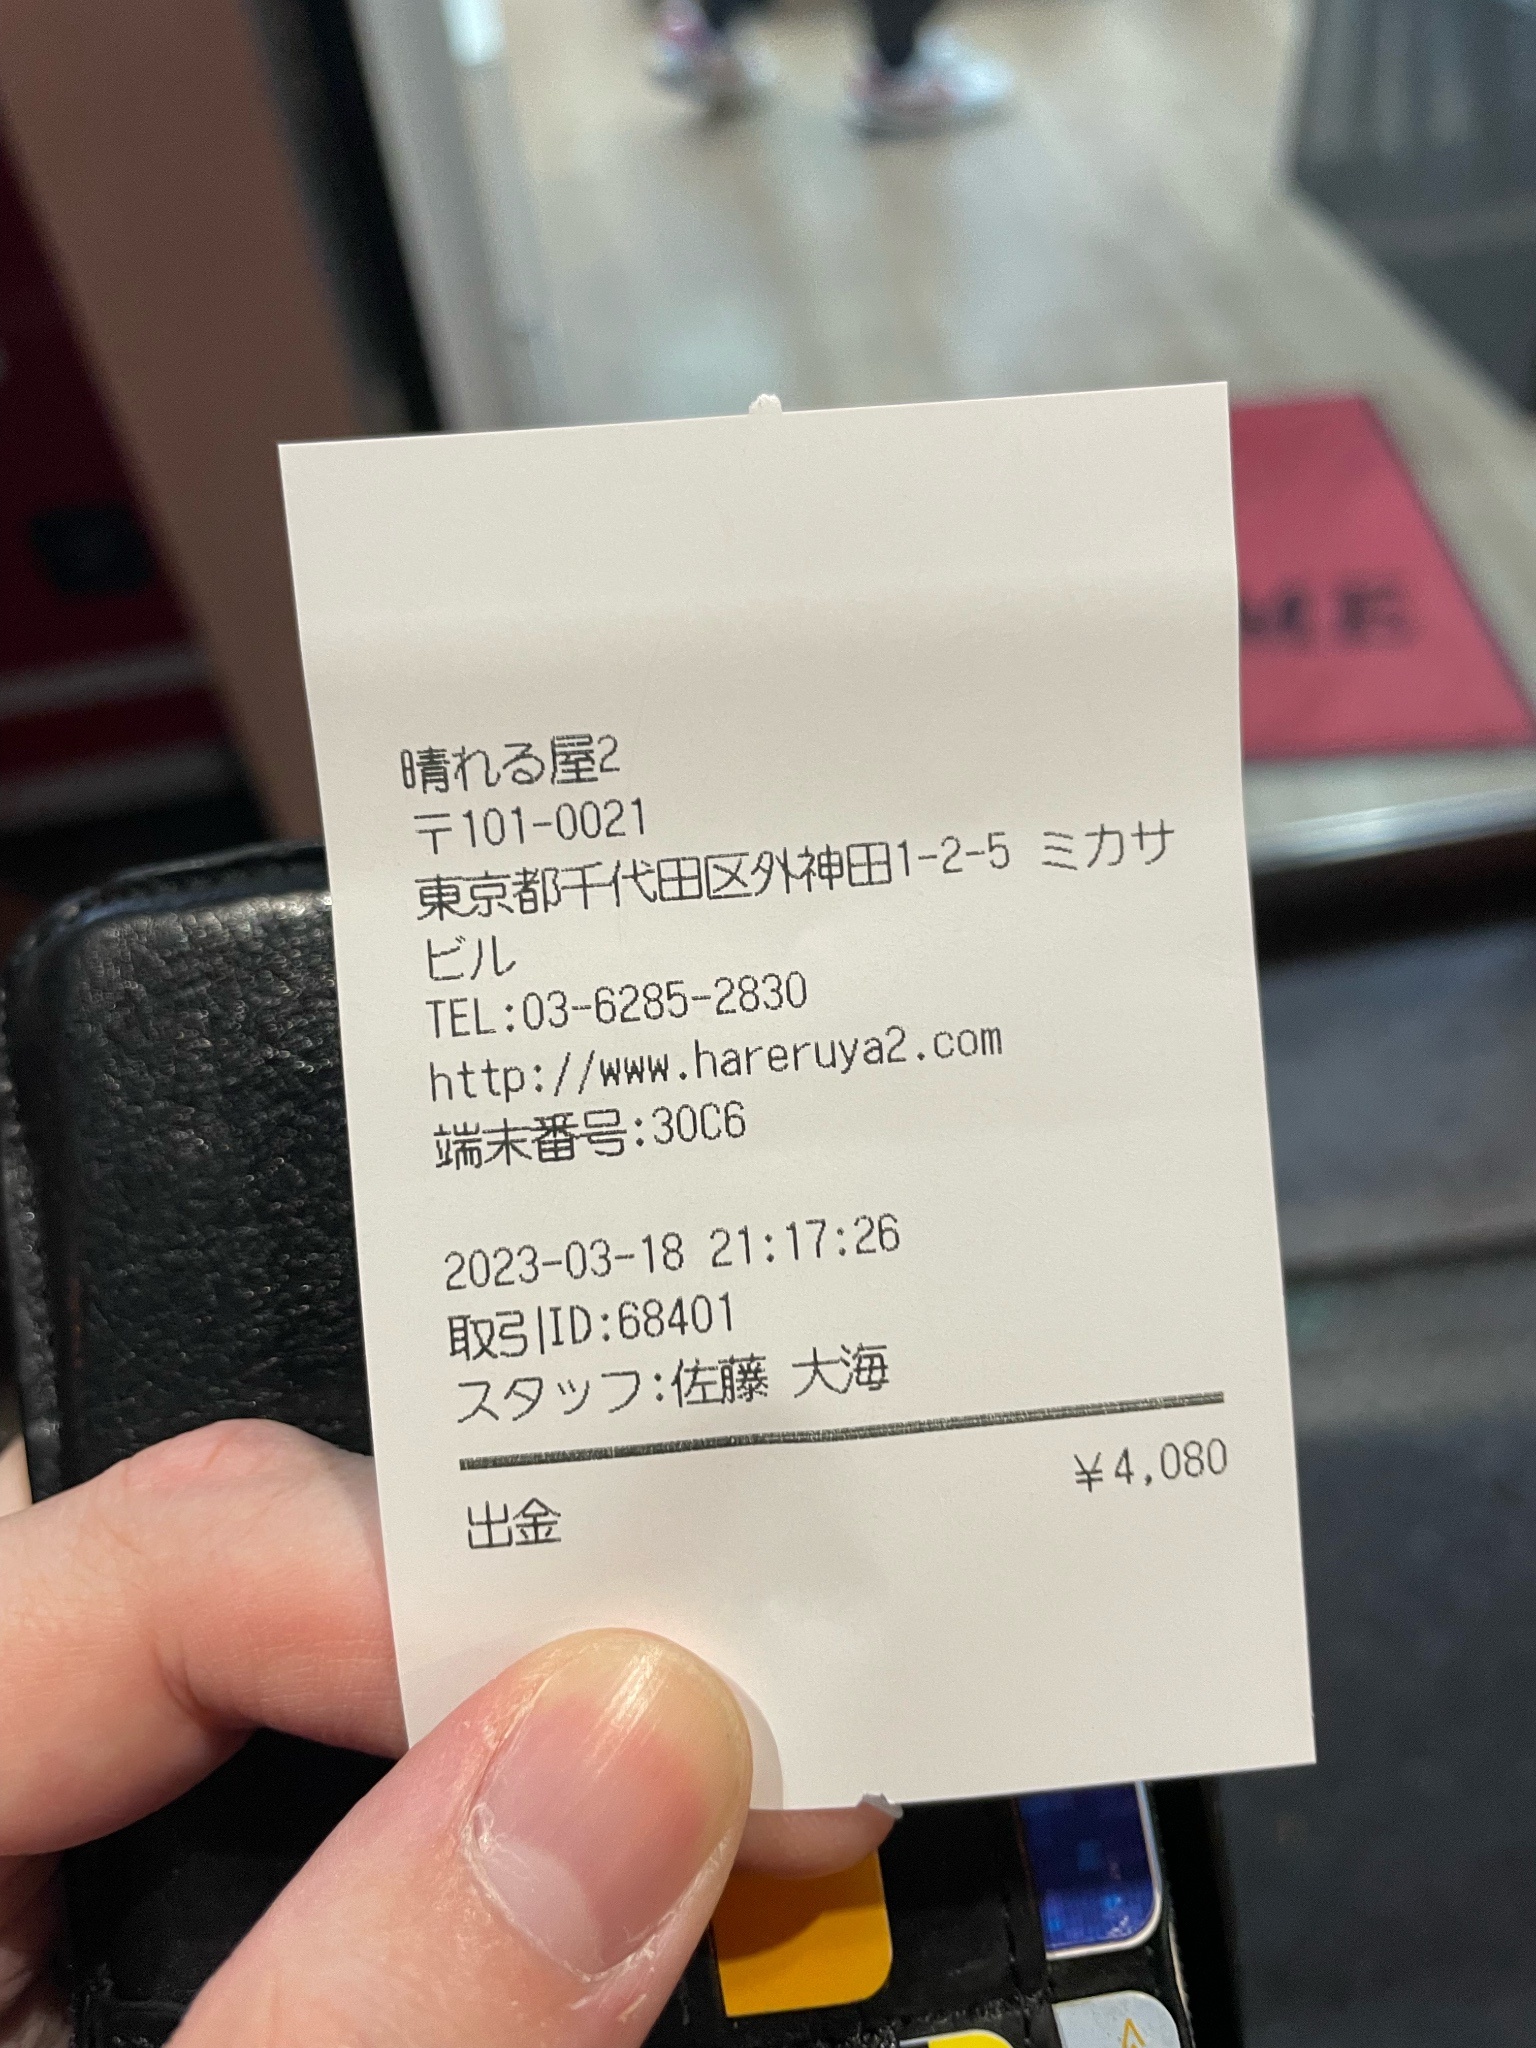 晴れる屋2
〒101-0021
東京都千代田区外神田1-2-5 ミカサ
ビル
TEL:03-6285-2830
http://www.hareruya2.com
端末番号:30C6
2023-03-18 21:17:26
取引ID:68401
スタッフ:佐藤 大海
¥4,080
出金